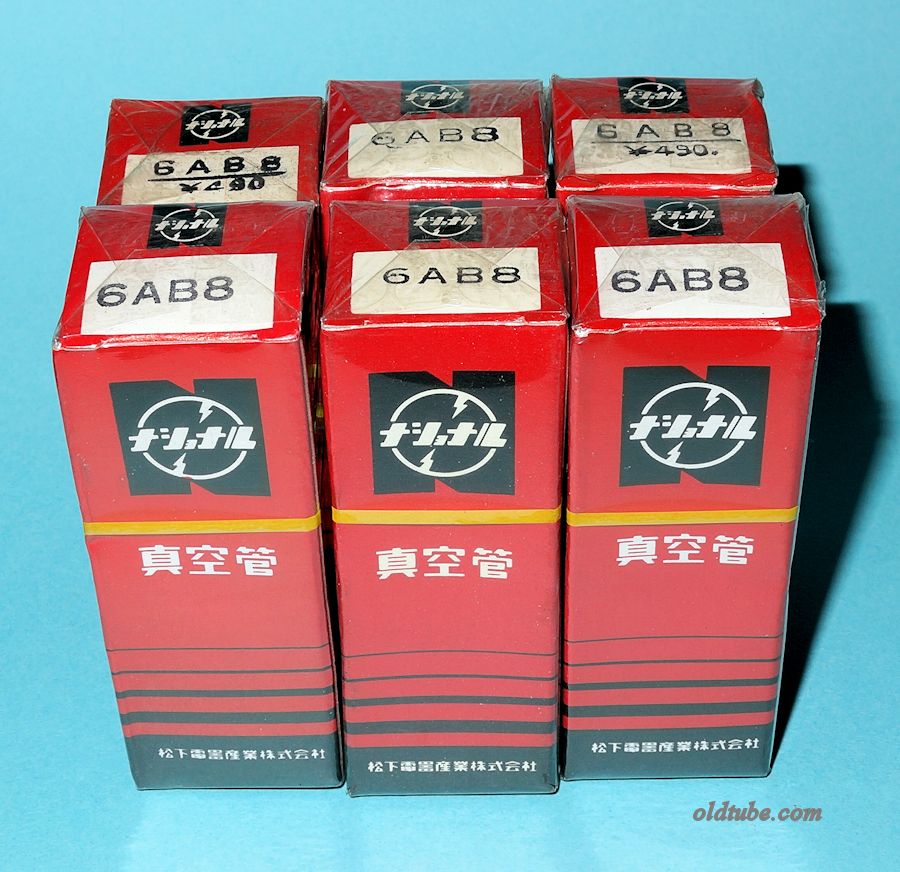 ナショナル
6AB8
¥490
ナショナル
6AB8
ナショナル
6AB8
¥490.
ナショナル
6AB8
ナショナル
6AB8
ナショナル
6AB8
ナショナル
真空管
松下電器産業株式会社
ナショナル
真空管
松下電器産業株式会社
ナショナル
真空管
松下電器産業株式会社
oldtube.com